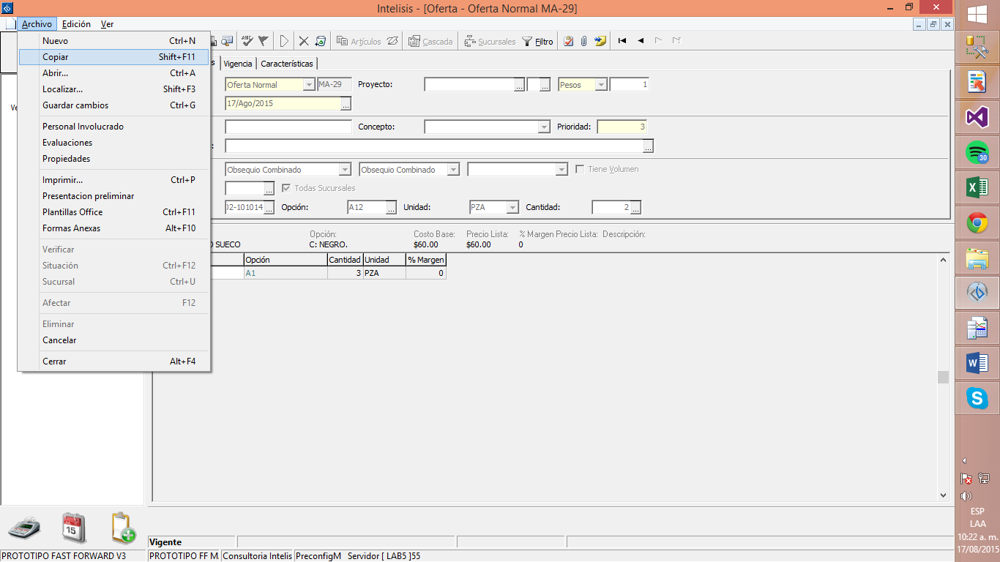 Intelisis - [Oferta - Oferta Normal MA-29]
Archivo Edición Ver
Nuevo Ctrl+N
Copiar Shift+F11
Abrir... Ctrl+A
Localizar... Shift+F3
Guardar cambios Ctrl+G
Personal Involucrado
Evaluaciones
Propiedades
Imprimir... Ctrl+P
Presentacion preliminar
Plantillas Office Ctrl+F11
Formas Anexas Alt+F10
Verificar
Situación Ctrl+F12
Sucursal Ctrl+U
Afectar F12
Eliminar
Cancelar
Cerrar Alt+F4
Artículos Cascada Sucursales Filtro
Vigencia Características
Oferta Normal MA-29 Proyecto: Pesos 1
17/Ago/2015
Concepto: Prioridad: 3
Obsequio Combinado Obsequio Combinado Tiene Volumen
Todas Sucursales
02-101014 Opción: A12 Unidad: PZA Cantidad: 2
Opción: Costo Base: Precio Lista: % Margen Precio Lista: Descripción:
SUECO C: NEGRO. $60.00 $60.00 0
Opción Cantidad Unidad % Margen
A1 3 PZA 0
30
15
Vigente
PROTOTIPO FAST FORWARD V3 PROTOTIPO FF M. Consultoria Intelis PreconfigM Servidor [ LAB5 ]55
ESP
LAA
10:22 a. m.
17/08/2015